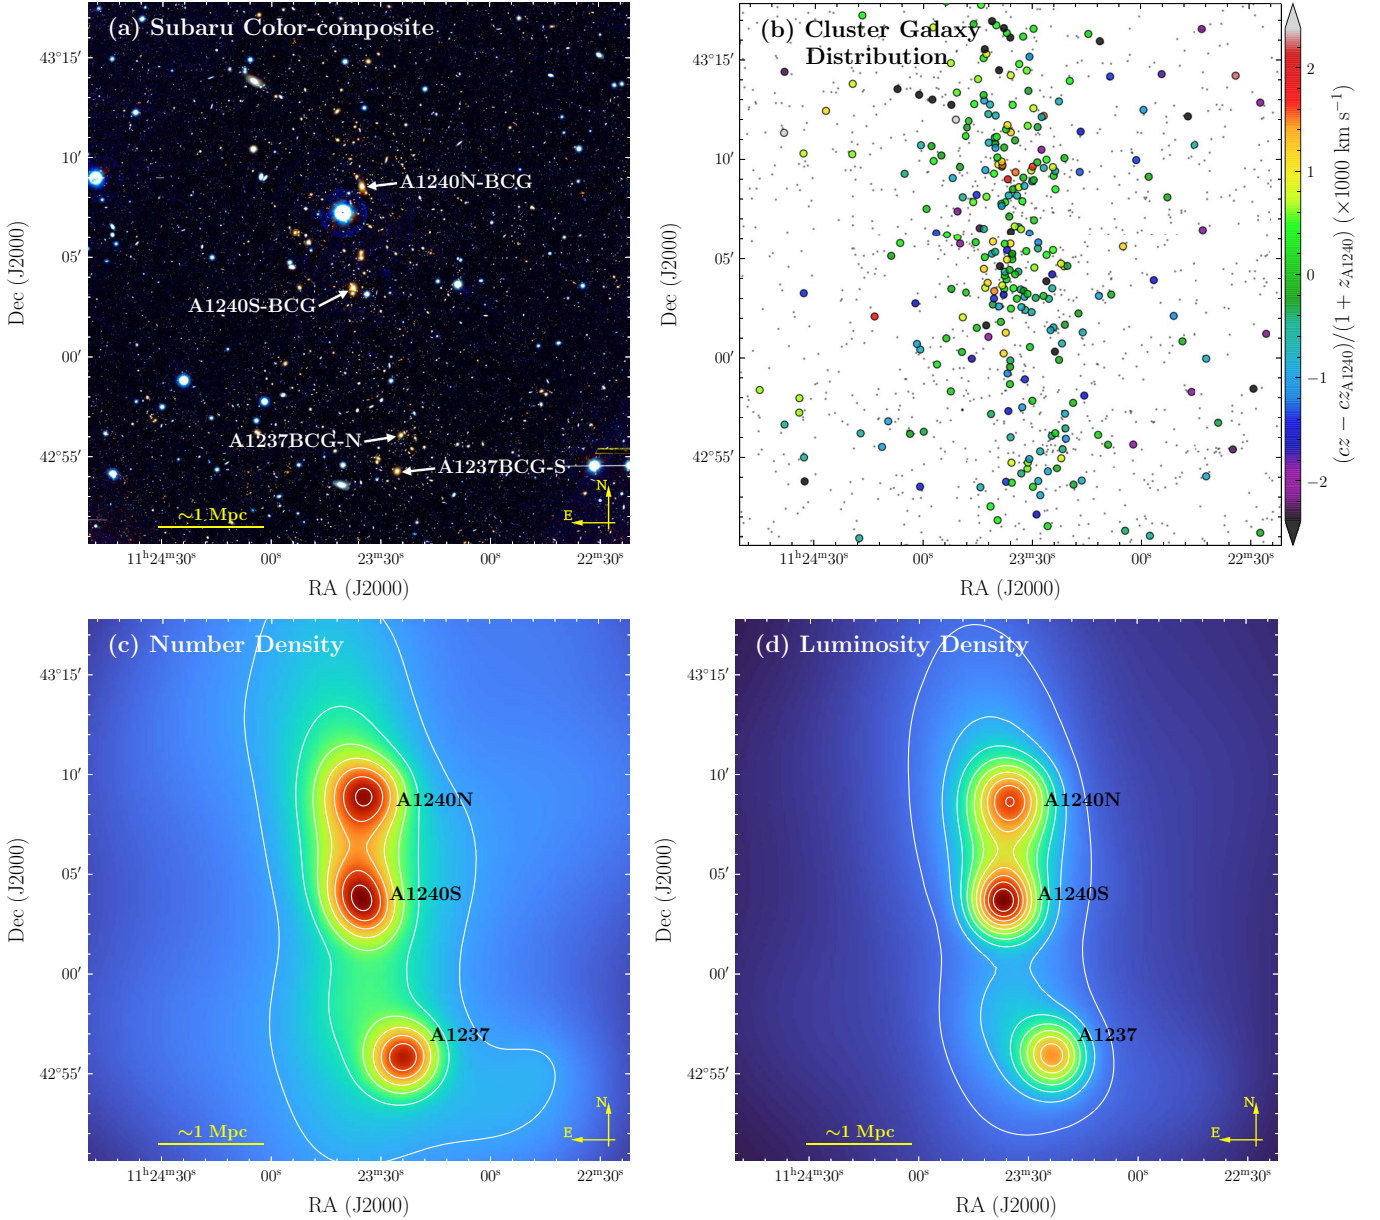 (a) Subaru Color-composite
43°15′
10′
05′
00′
42°55′
Dec (J2000)
A1240N-BCG
A1240S-BCG
A1237BCG-N
A1237BCG-S
~1 Mpc
N
E
11ʰ24ᵐ30ˢ
00ˢ
23ᵐ30ˢ
00ˢ
22ᵐ30ˢ
RA (J2000)
(b) Cluster Galaxy
Distribution
43°15′
10′
05′
00′
42°55′
Dec (J2000)
11ʰ24ᵐ30ˢ
00ˢ
23ᵐ30ˢ
00ˢ
22ᵐ30ˢ
RA (J2000)
2
1
0
−1
−2
(cz − cz_A1240)/(1 + z_A1240) (×1000 km s⁻¹)
(c) Number Density
43°15′
10′
05′
00′
42°55′
Dec (J2000)
A1240N
A1240S
A1237
~1 Mpc
N
E
11ʰ24ᵐ30ˢ
00ˢ
23ᵐ30ˢ
00ˢ
22ᵐ30ˢ
RA (J2000)
(d) Luminosity Density
43°15′
10′
05′
00′
42°55′
Dec (J2000)
A1240N
A1240S
A1237
~1 Mpc
N
E
11ʰ24ᵐ30ˢ
00ˢ
23ᵐ30ˢ
00ˢ
22ᵐ30ˢ
RA (J2000)